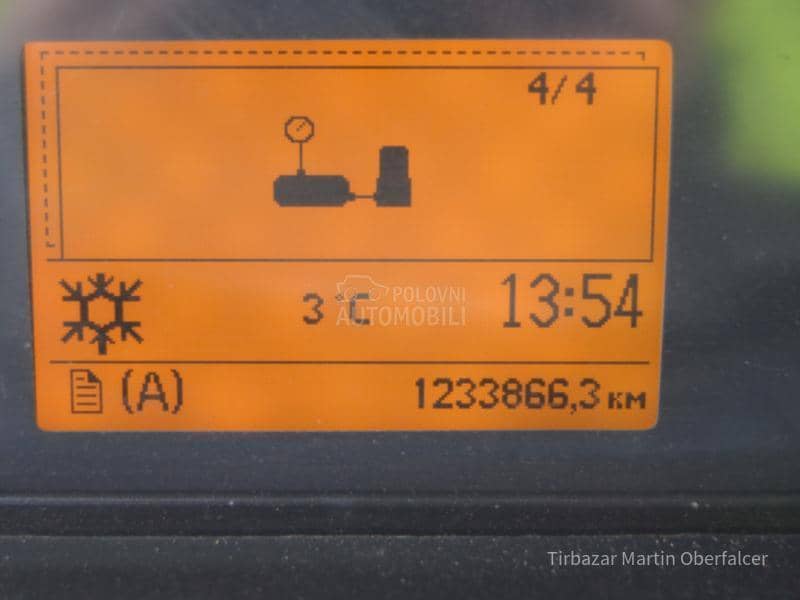 4/4
3 °C
13:54
POLOVNI
AUTOMOBILI
(A)
1233866,3 км
Tirbazar Martin Oberfalcer